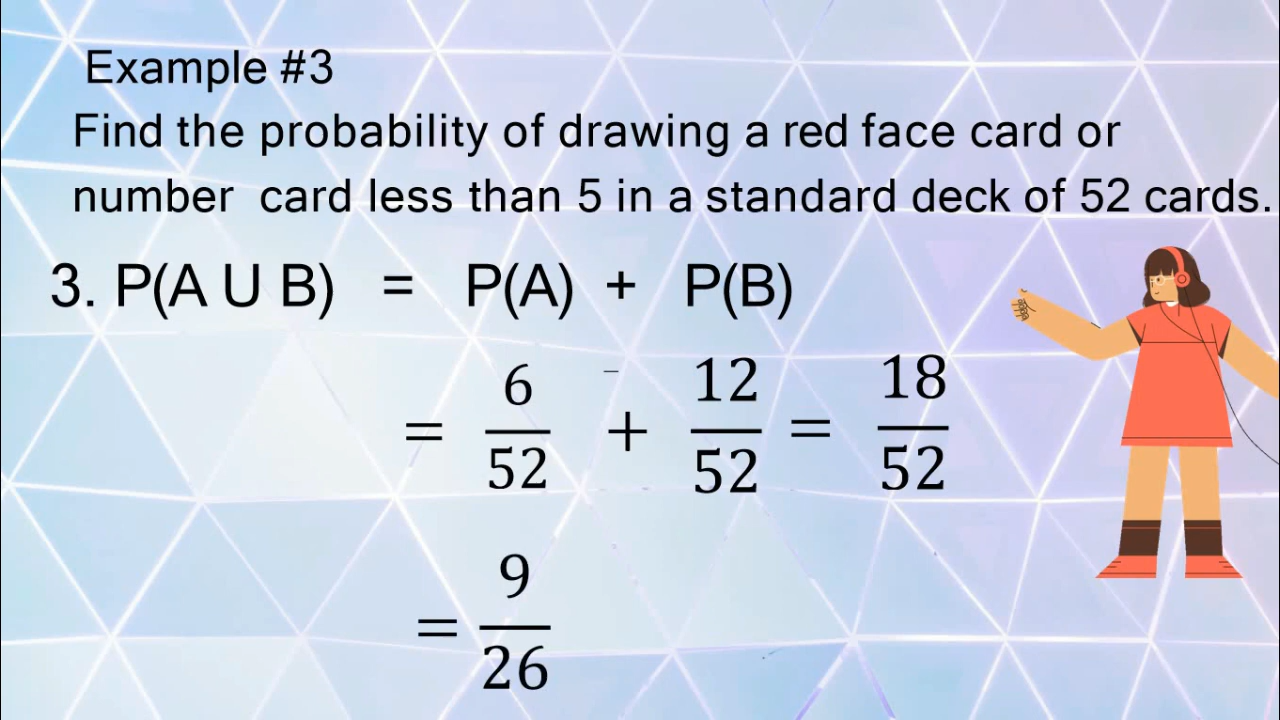 Example #3
Find the probability of drawing a red face card or
number card less than 5 in a standard deck of 52 cards.
3. P(A U B) = P(A) + P(B)
= 6/52 + 12/52 = 18/52
= 9/26